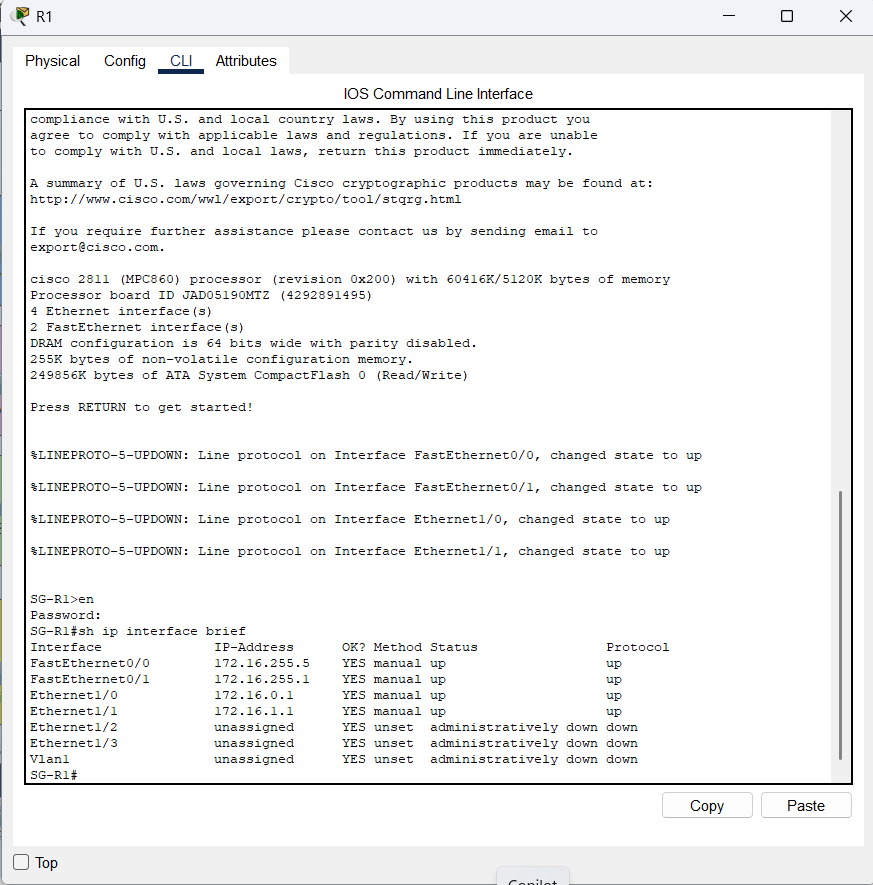 R1
Physical Config CLI Attributes
IOS Command Line Interface
compliance with U.S. and local country laws. By using this product you
agree to comply with applicable laws and regulations. If you are unable
to comply with U.S. and local laws, return this product immediately.
A summary of U.S. laws governing Cisco cryptographic products may be found at:
http://www.cisco.com/wwl/export/crypto/tool/stqrg.html
If you require further assistance please contact us by sending email to
export@cisco.com.
cisco 2811 (MPC860) processor (revision 0x200) with 60416K/5120K bytes of memory
Processor board ID JAD05190MTZ (4292891495)
4 Ethernet interface(s)
2 FastEthernet interface(s)
DRAM configuration is 64 bits wide with parity disabled.
255K bytes of non-volatile configuration memory.
249856K bytes of ATA System CompactFlash 0 (Read/Write)
Press RETURN to get started!
%LINEPROTO-5-UPDOWN: Line protocol on Interface FastEthernet0/0, changed state to up
%LINEPROTO-5-UPDOWN: Line protocol on Interface FastEthernet0/1, changed state to up
%LINEPROTO-5-UPDOWN: Line protocol on Interface Ethernet1/0, changed state to up
%LINEPROTO-5-UPDOWN: Line protocol on Interface Ethernet1/1, changed state to up
SG-R1>en
Password:
SG-R1#sh ip interface brief
Interface IP-Address OK? Method Status Protocol
FastEthernet0/0 172.16.255.5 YES manual up up
FastEthernet0/1 172.16.255.1 YES manual up up
Ethernet1/0 172.16.0.1 YES manual up up
Ethernet1/1 172.16.1.1 YES manual up up
Ethernet1/2 unassigned YES unset administratively down down
Ethernet1/3 unassigned YES unset administratively down down
Vlan1 unassigned YES unset administratively down down
SG-R1#
Copy Paste
Top
Copilot